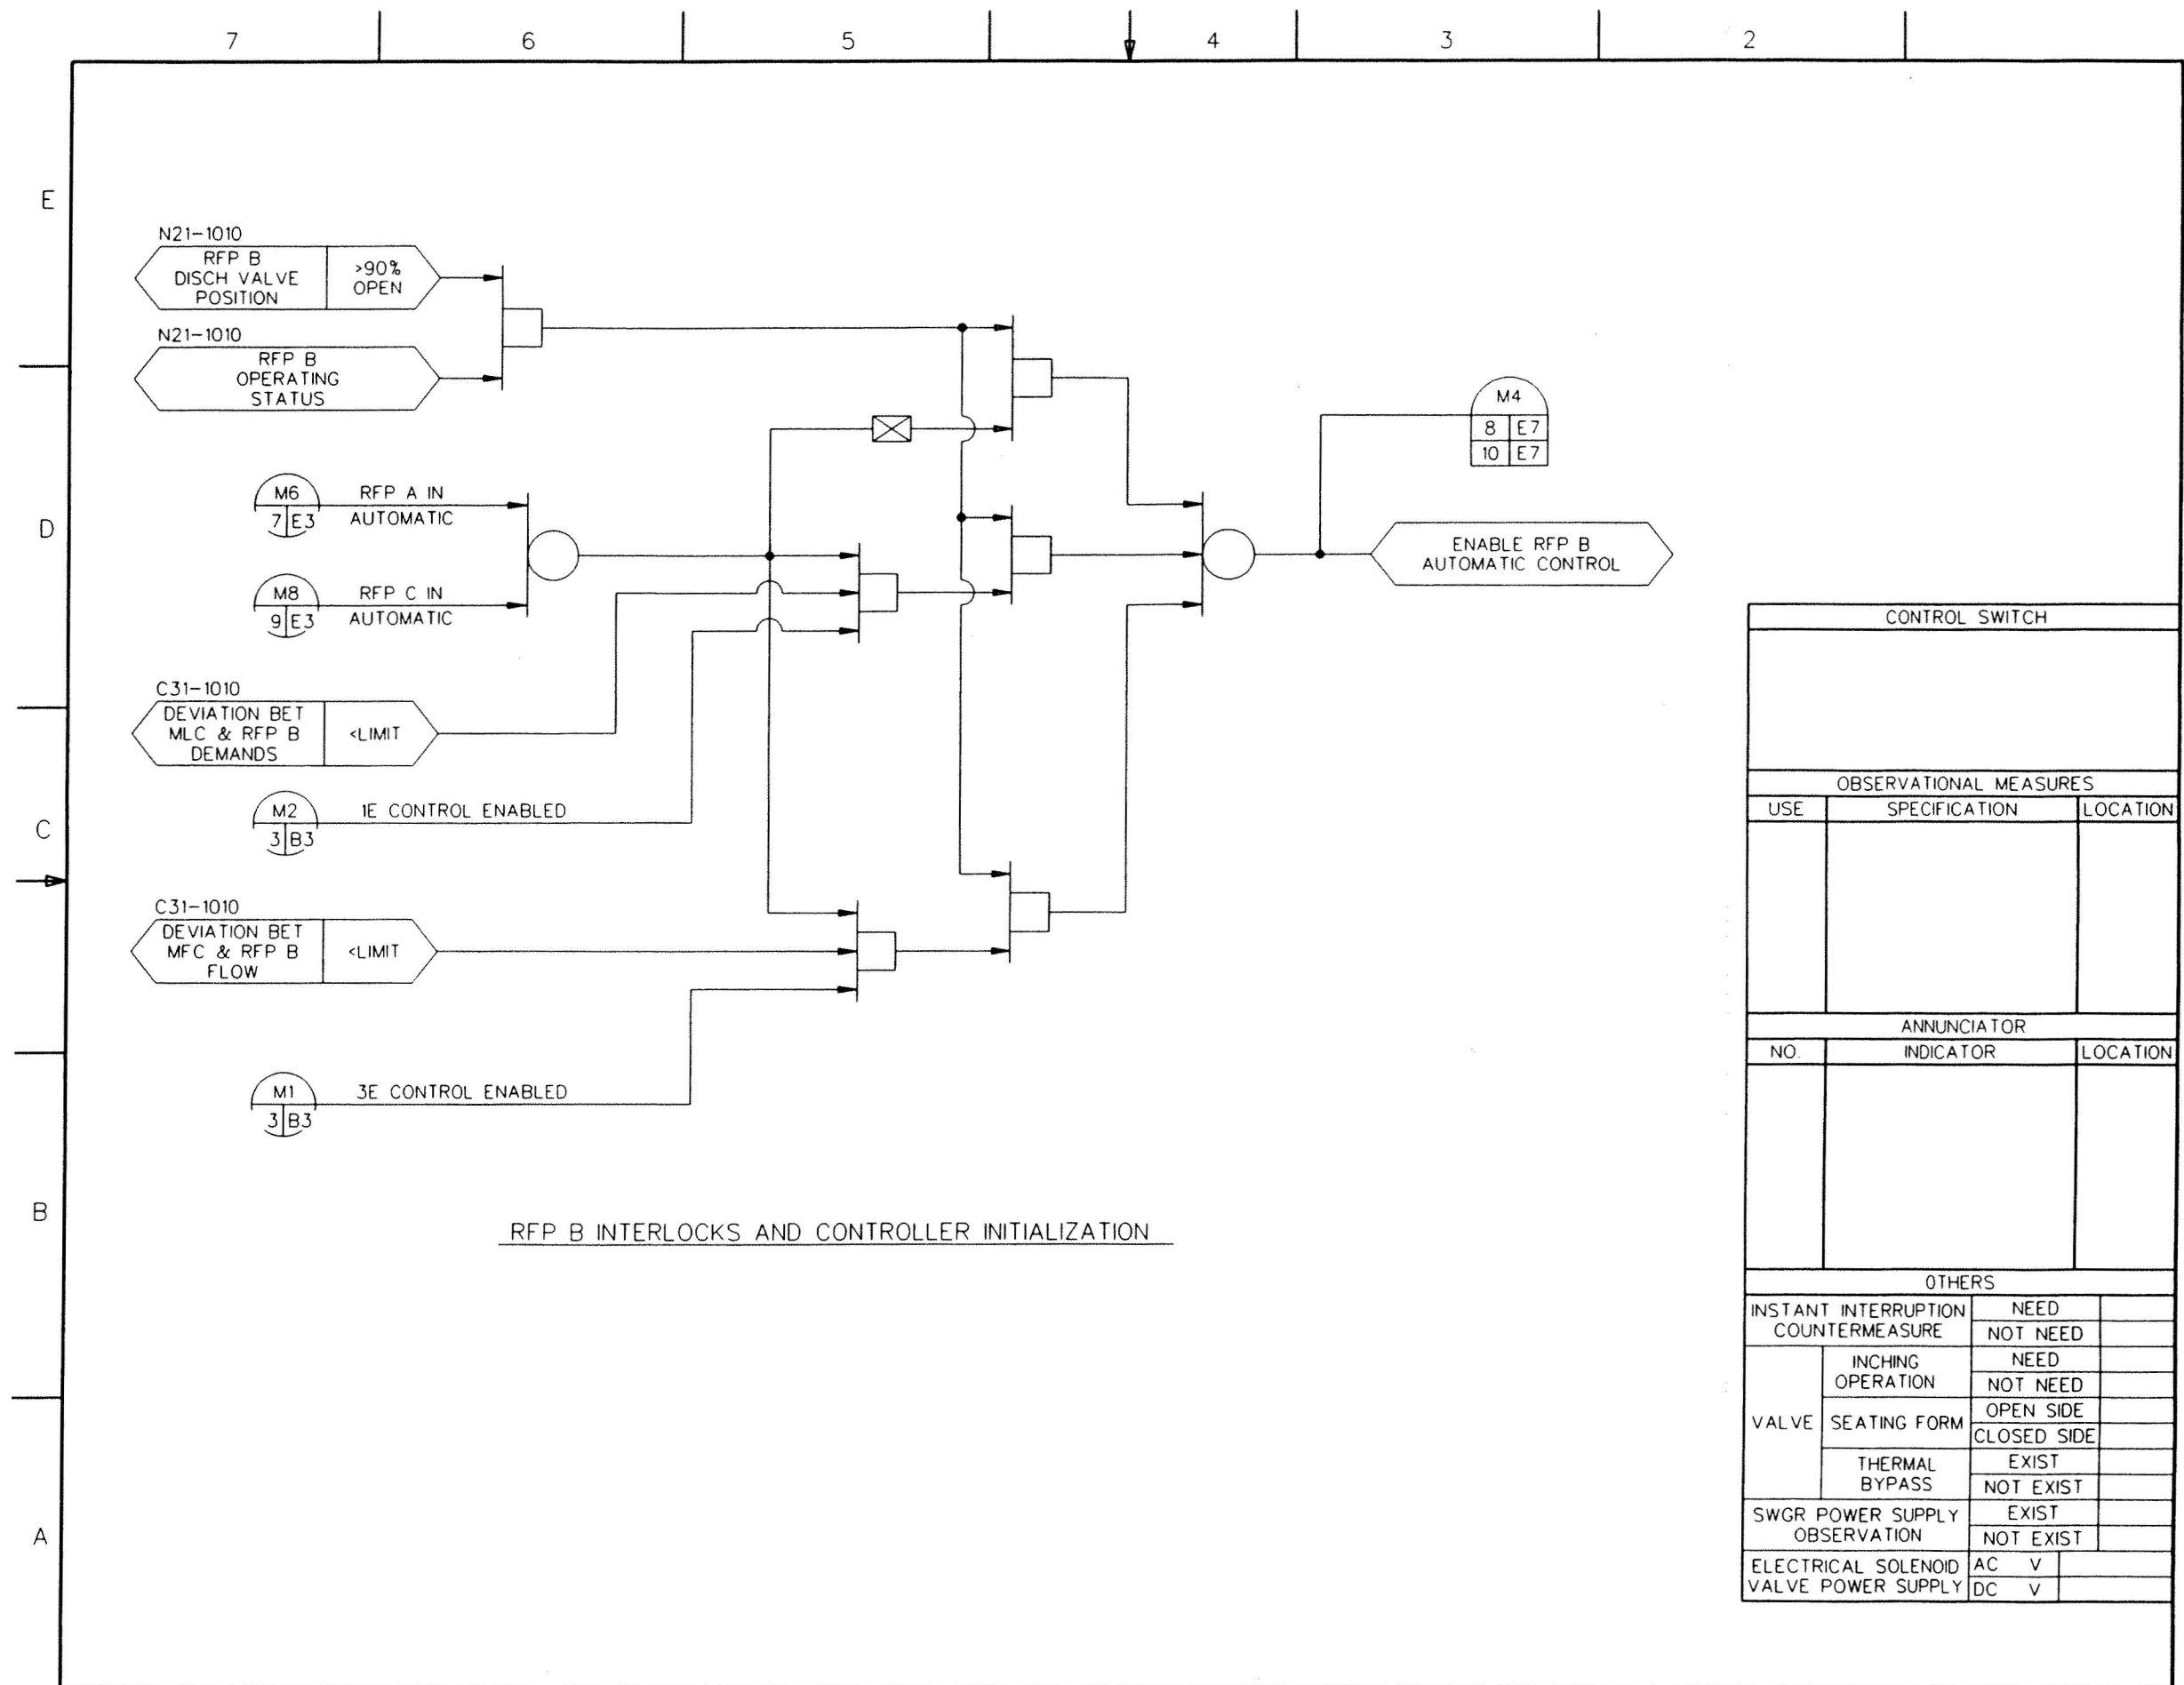 7 6 5 4 3 2
E
D
C
B
A
N21-1010
RFP B
DISCH VALVE
POSITION
>90%
OPEN
N21-1010
RFP B
OPERATING
STATUS
M6
7 E3
RFP A IN
AUTOMATIC
M8
9 E3
RFP C IN
AUTOMATIC
C31-1010
DEVIATION BET
MLC & RFP B
DEMANDS
<LIMIT
M2
3 B3
1E CONTROL ENABLED
C31-1010
DEVIATION BET
MFC & RFP B
FLOW
<LIMIT
M1
3 B3
3E CONTROL ENABLED
M4
8 E7
10 E7
ENABLE RFP B
AUTOMATIC CONTROL
RFP B INTERLOCKS AND CONTROLLER INITIALIZATION
CONTROL SWITCH
OBSERVATIONAL MEASURES
USE SPECIFICATION LOCATION
ANNUNCIATOR
NO. INDICATOR LOCATION
OTHERS
INSTANT INTERRUPTION
COUNTERMEASURE
NEED
NOT NEED
VALVE
INCHING
OPERATION
NEED
NOT NEED
SEATING FORM
OPEN SIDE
CLOSED SIDE
THERMAL
BYPASS
EXIST
NOT EXIST
SWGR POWER SUPPLY
OBSERVATION
EXIST
NOT EXIST
ELECTRICAL SOLENOID
VALVE POWER SUPPLY
AC V
DC V